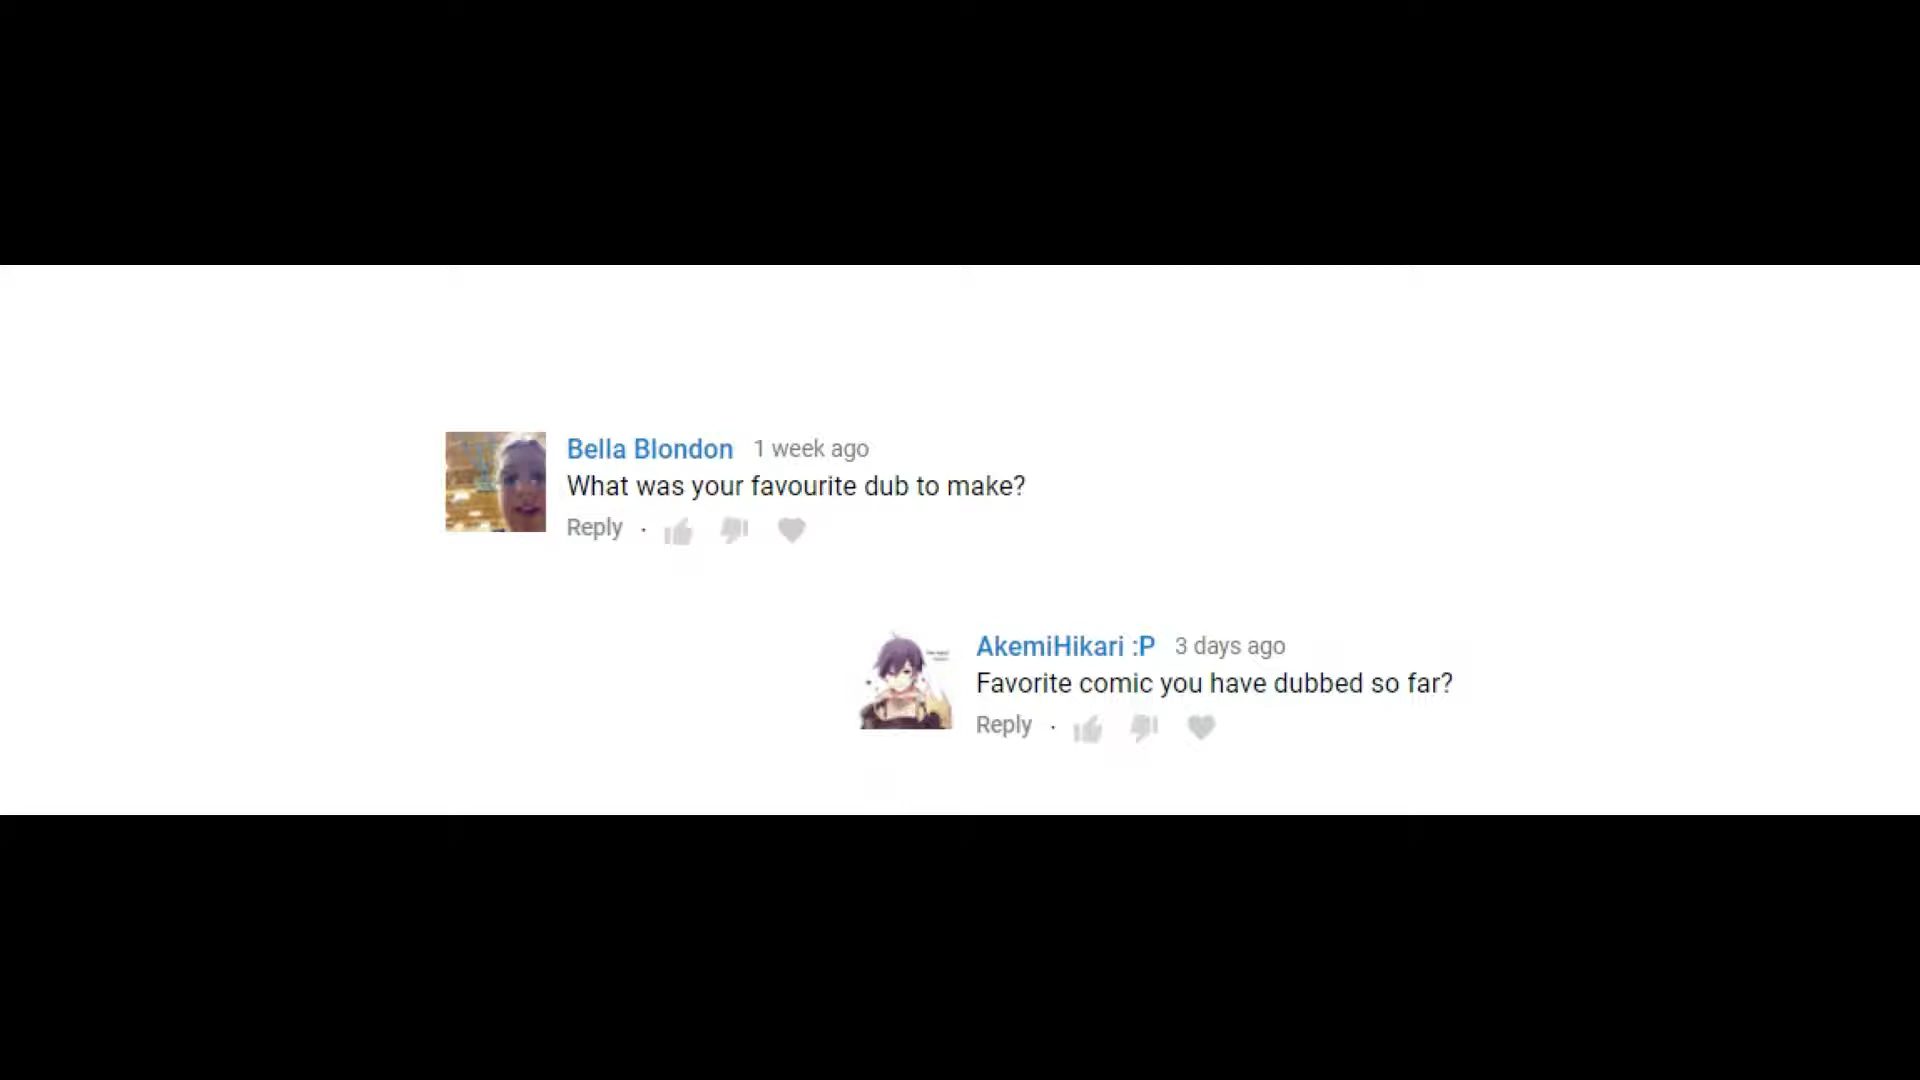 Bella Blondon 1 week ago
What was your favourite dub to make?
Reply ·
AkemiHikari :P 3 days ago
Favorite comic you have dubbed so far?
Reply ·